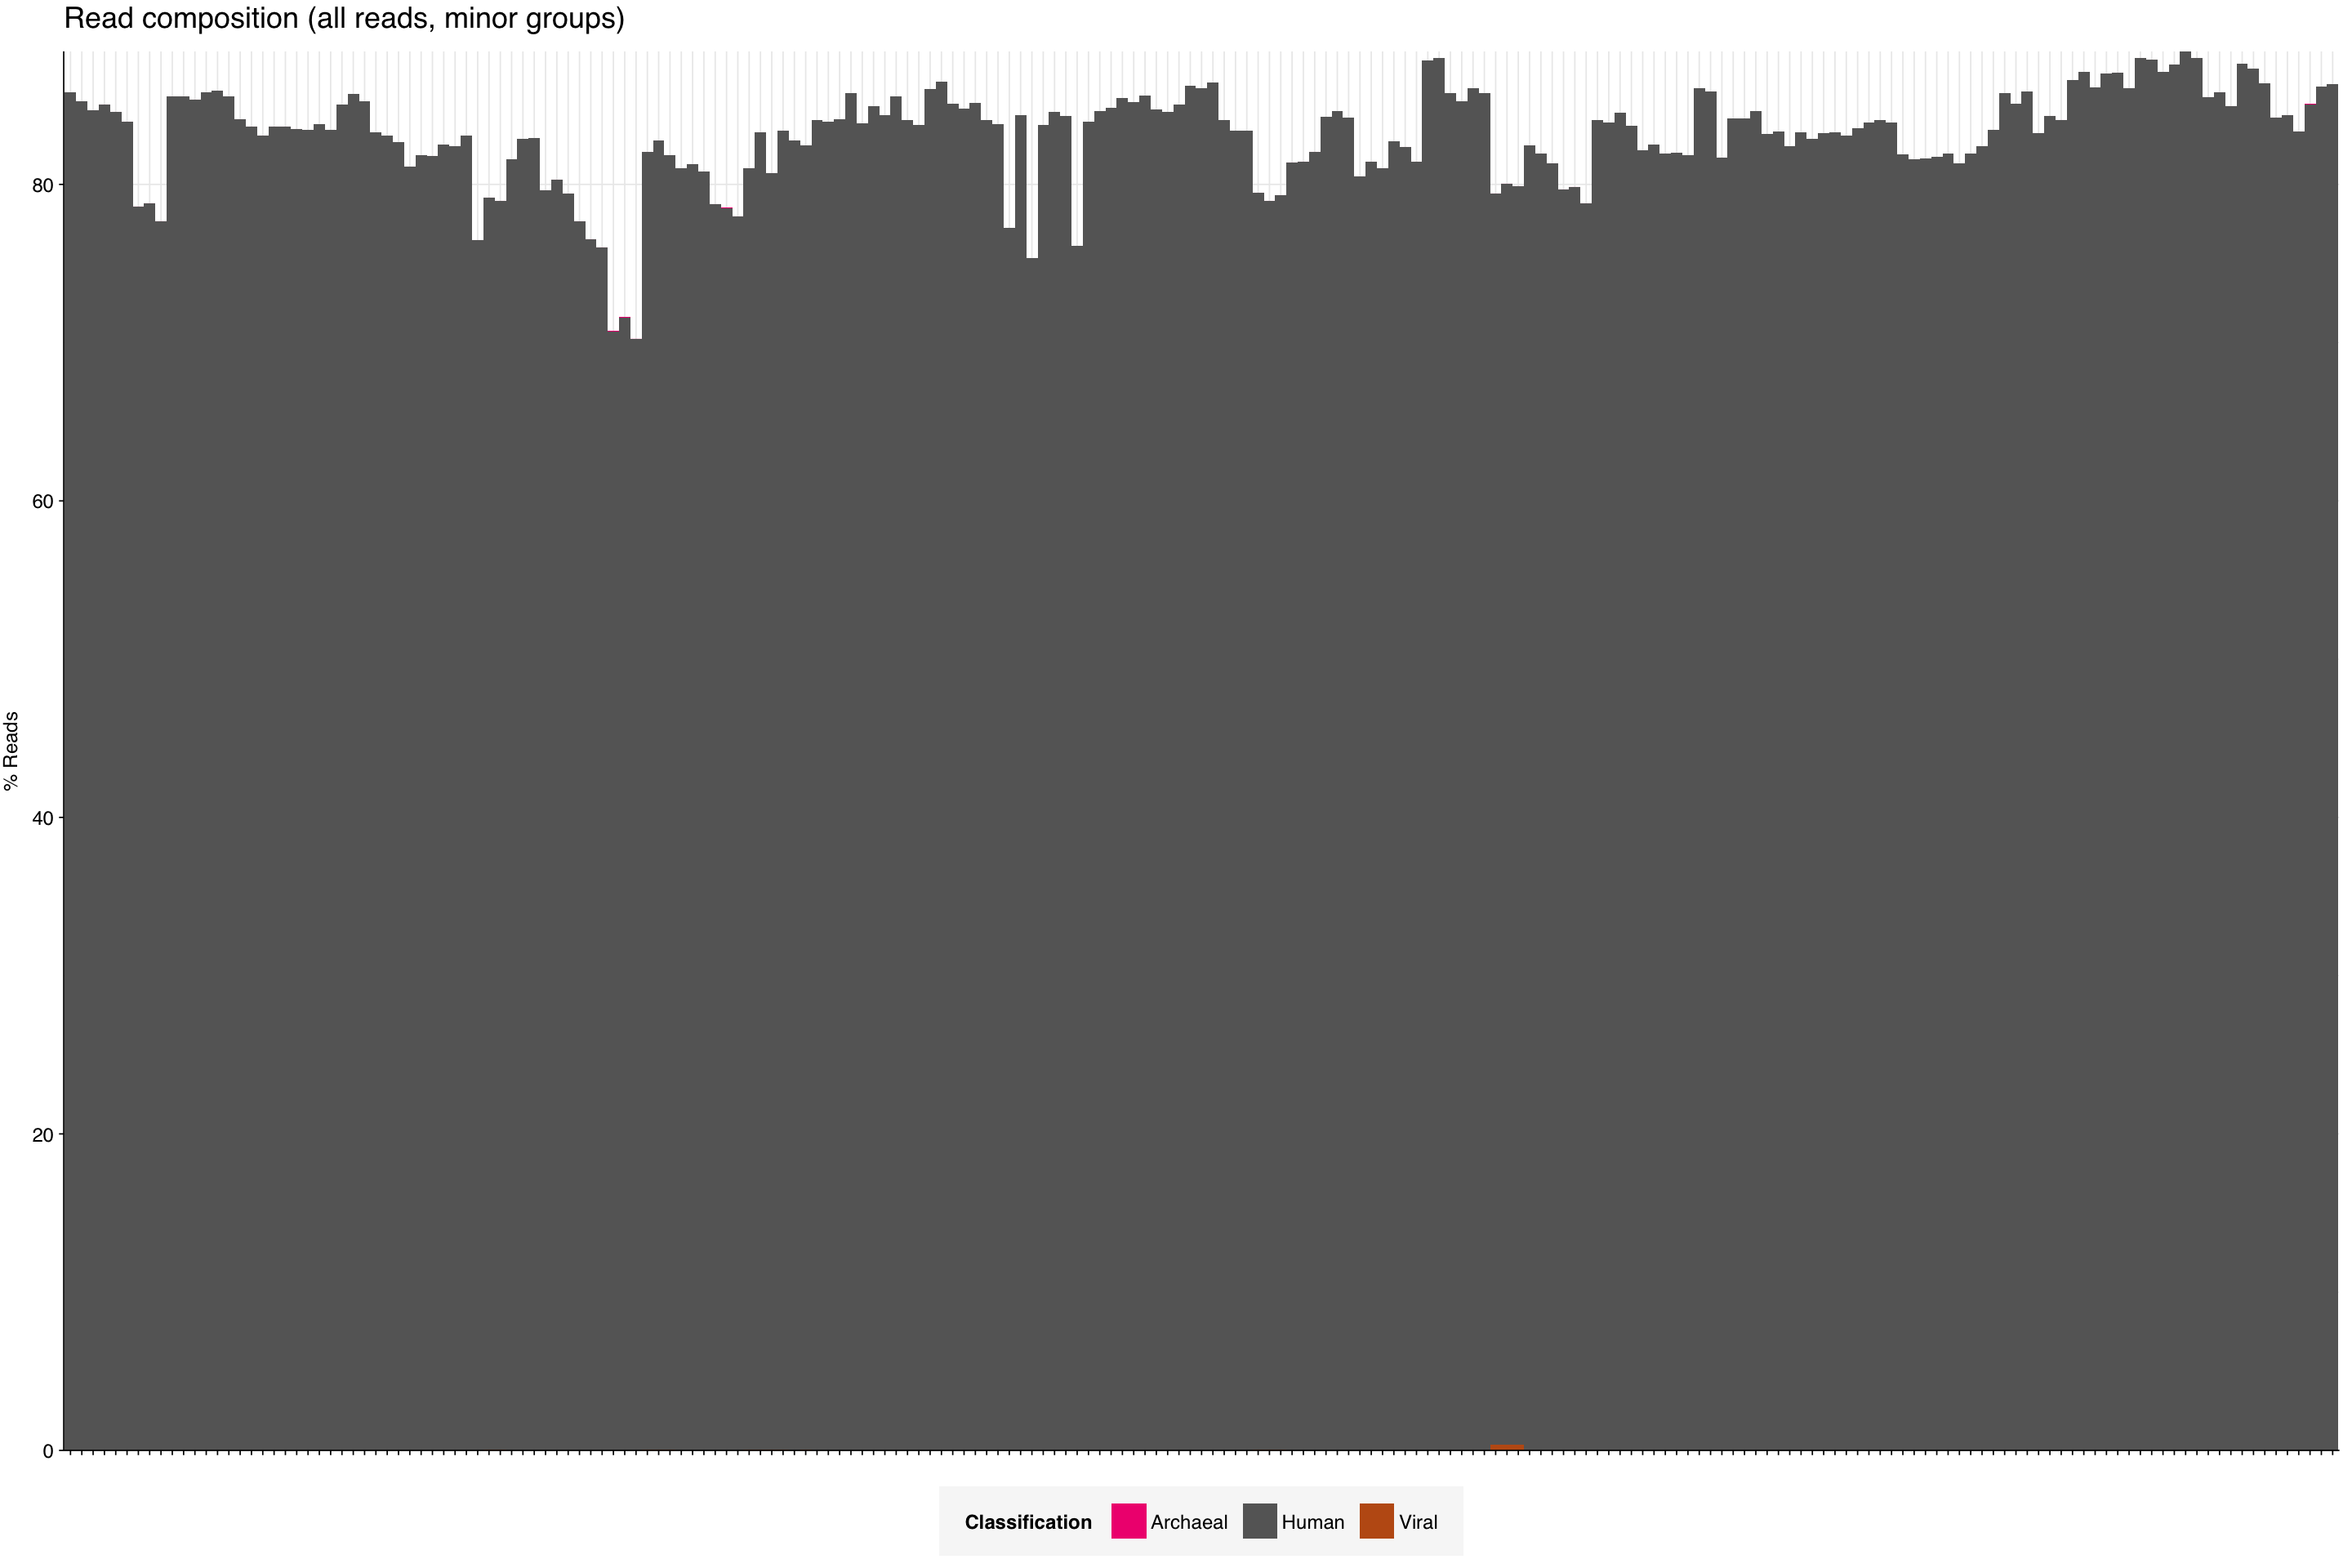 Read composition (all reads, minor groups)
% Reads
80
60
40
20
0
Classification
Archaeal
Human
Viral